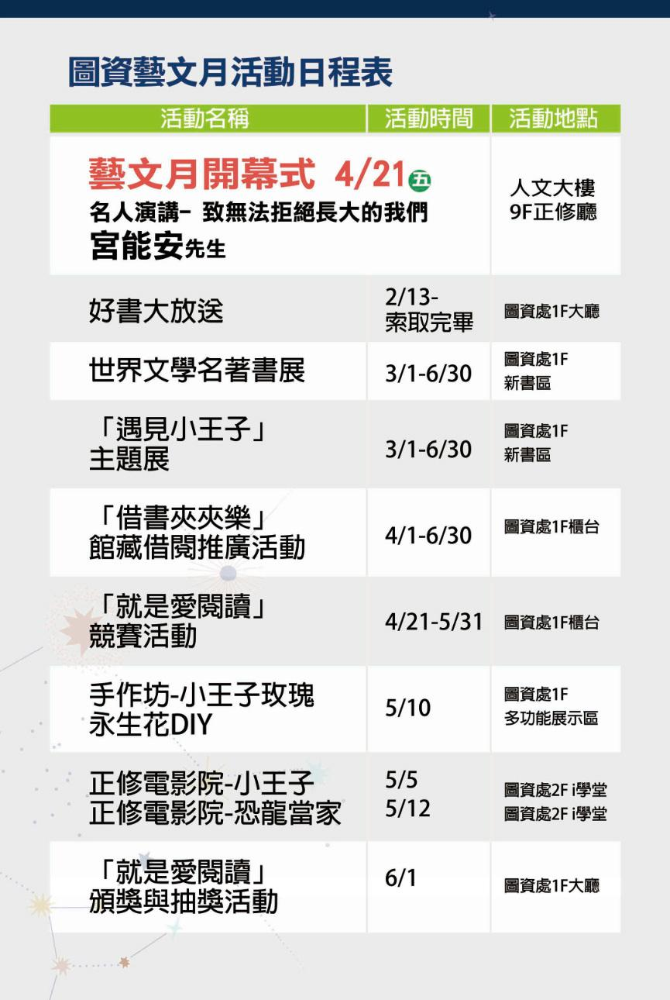 圖資藝文月活動日程表
活動名稱 活動時間 活動地點
藝文月開幕式 4/21五
名人演講- 致無法拒絕長大的我們
宮能安先生
人文大樓
9F正修廳
好書大放送
2/13-
索取完畢
圖資處1F大廳
世界文學名著書展
3/1-6/30
圖資處1F
新書區
「遇見小王子」
主題展
3/1-6/30
圖資處1F
新書區
「借書夾夾樂」
館藏借閱推廣活動
4/1-6/30
圖資處1F櫃台
「就是愛閱讀」
競賽活動
4/21-5/31
圖資處1F櫃台
手作坊-小王子玫瑰
永生花DIY
5/10
圖資處1F
多功能展示區
正修電影院-小王子
正修電影院-恐龍當家
5/5
5/12
圖資處2F i學堂
圖資處2F i學堂
「就是愛閱讀」
頒獎與抽獎活動
6/1
圖資處1F大廳